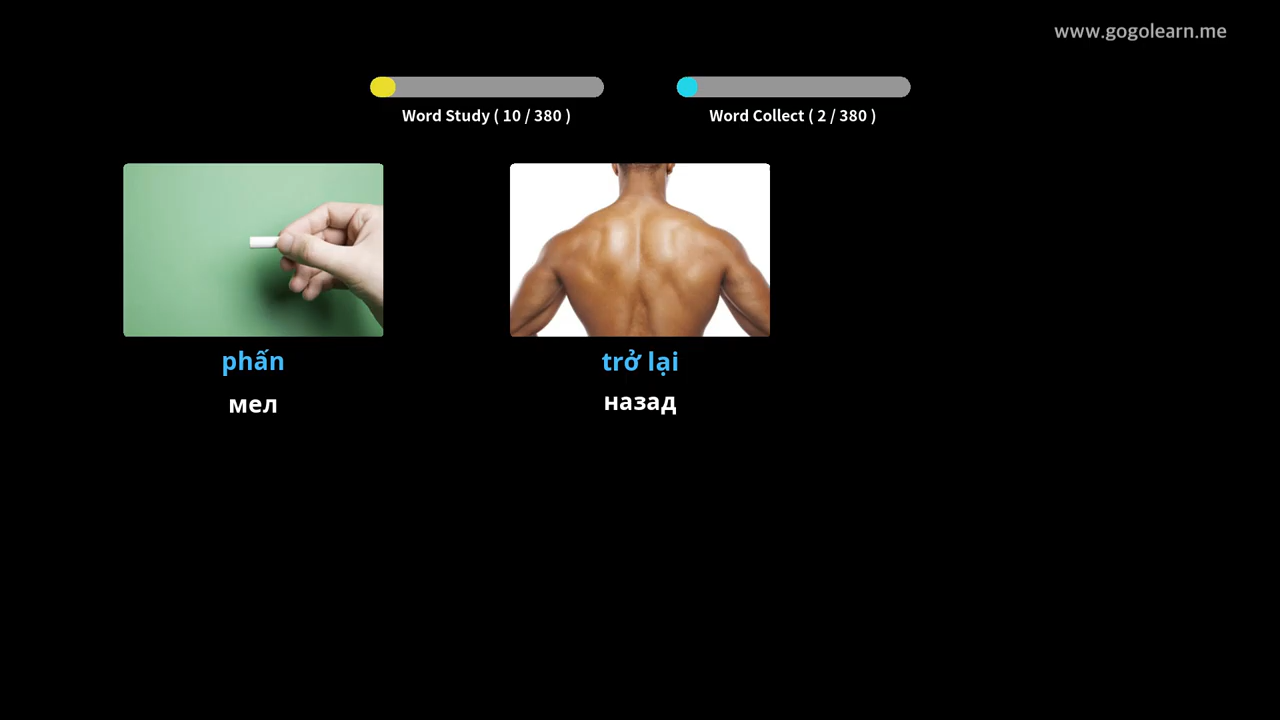 www.gogolearn.me
Word Study ( 10 / 380 )
Word Collect ( 2 / 380 )
phấn
trở lại
мел
назад